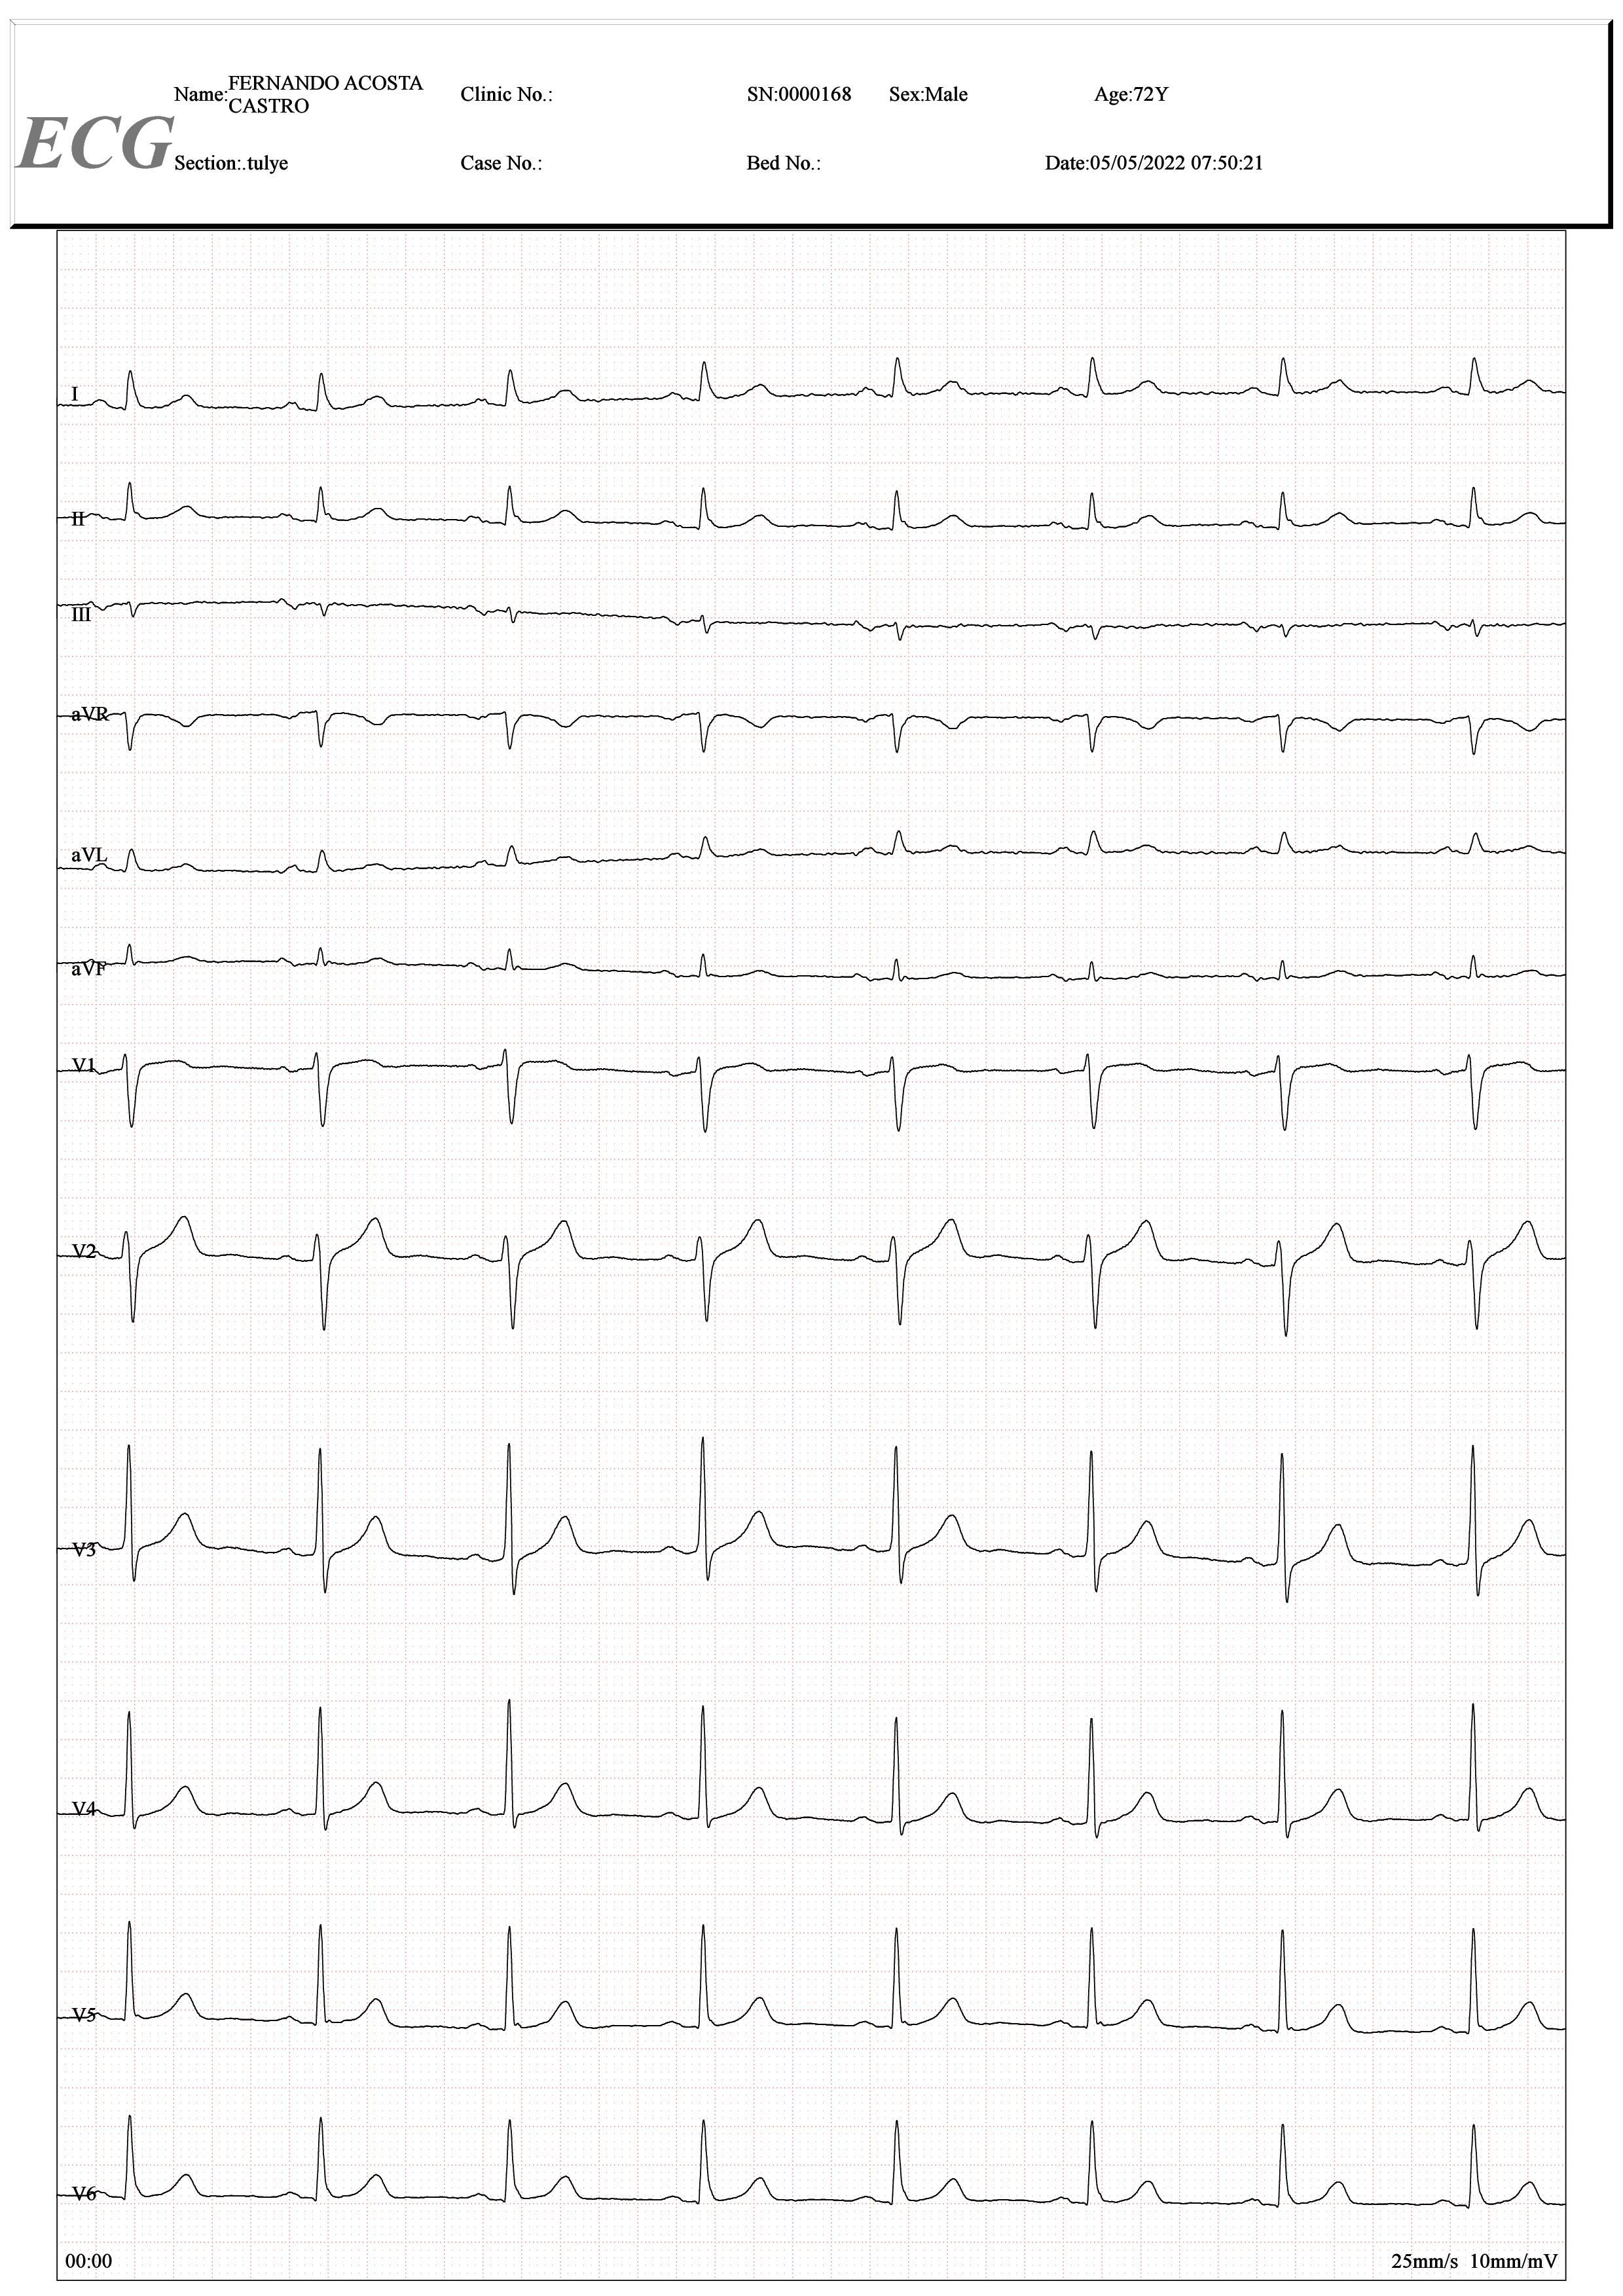 ECG
Name:FERNANDO ACOSTA CASTRO
Clinic No.:
SN:0000168
Sex:Male
Age:72Y
Section:.tulye
Case No.:
Bed No.:
Date:05/05/2022 07:50:21
I
II
III
aVR
aVL
aVF
V1
V2
V3
V4
V5
V6
00:00
25mm/s 10mm/mV